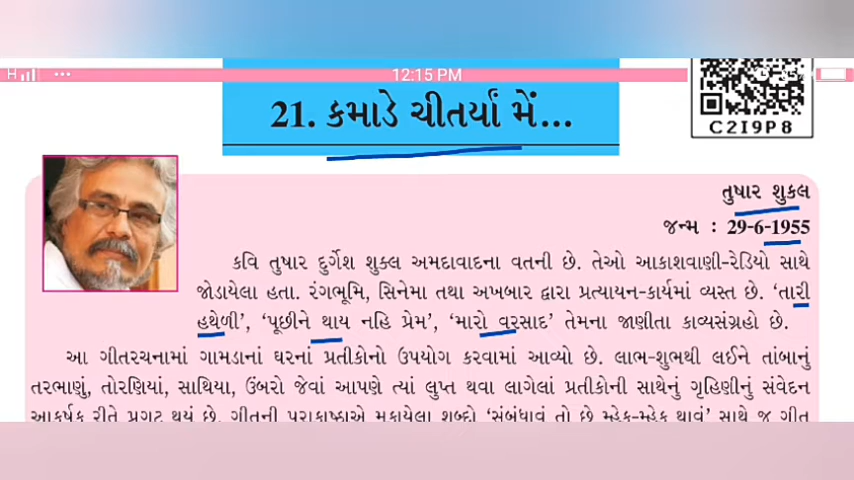 12:15 PM
21. કમાડે ચીતર્યાં મેં...
C2I9P8
તુષાર શુકલ
જન્મ : 29-6-1955
કવિ તુષાર દુર્ગેશ શુક્લ અમદાવાદના વતની છે. તેઓ આકાશવાણી-રેડિયો સાથે
જોડાયેલા હતા. રંગભૂમિ, સિનેમા તથા અખબાર દ્વારા પ્રત્યાયન-કાર્યમાં વ્યસ્ત છે. ‘તારી
હથેળી’, ‘પૂછીને થાય નહિ પ્રેમ’, ‘મારો વરસાદ’ તેમના જાણીતા કાવ્યસંગ્રહો છે.
આ ગીતરચનામાં ગામડાનાં ઘરનાં પ્રતીકોનો ઉપયોગ કરવામાં આવ્યો છે. લાભ-શુભથી લઈને તાંબાનું
તરભાણું, તોરણિયાં, સાથિયા, ઉંબરો જેવાં આપણે ત્યાં લુપ્ત થવા લાગેલાં પ્રતીકોની સાથેનું ગૃહિણીનું સંવેદન
આકર્ષક રીતે પ્રગટ થયું છે. ગીતની પરાકાષ્ઠાએ મુકાયેલા શબ્દો ‘સંબંધાવું તો છે મ્હેક-મ્હેક થાવું’ સાથે જ ગીત